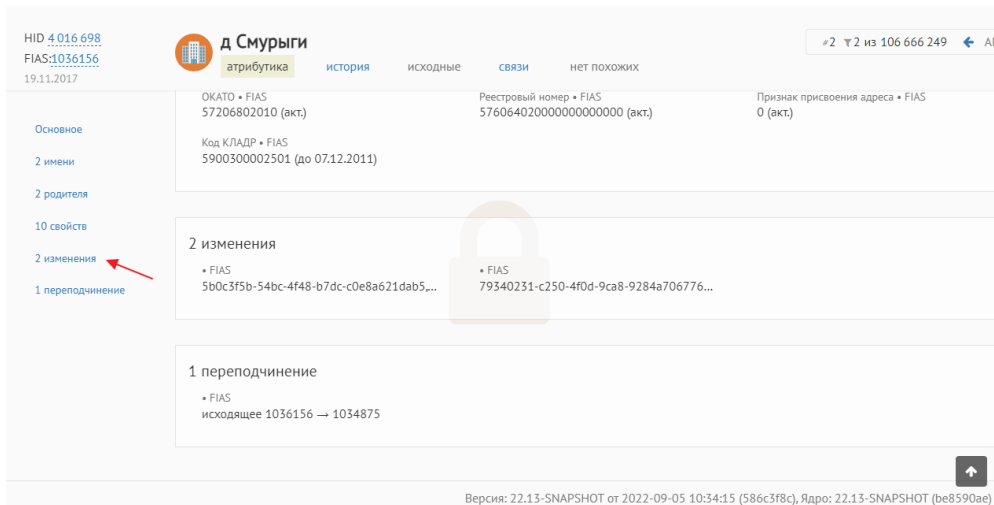 HID 4 016 698
FIAS:1036156
19.11.2017
д Смурыги
атрибутика история исходные связи нет похожих
2 2 из 106 666 249
Основное
2 имени
2 родителя
10 свойств
2 изменения
1 переподчинение
ОКАТО • FIAS
57206802010 (акт.)
Реестровый номер • FIAS
576064020000000000000 (акт.)
Признак присвоения адреса • FIAS
0 (акт.)
Код КЛАДР • FIAS
5900300002501 (до 07.12.2011)
2 изменения
• FIAS
5b0c3f5b-54bc-4f48-b7dc-c0e8a621dab5,...
• FIAS
79340231-c250-4f0d-9ca8-9284a706776...
1 переподчинение
• FIAS
исходящее 1036156 → 1034875
Версия: 22.13-SNAPSHOT от 2022-09-05 10:34:15 (586c3f8c), Ядро: 22.13-SNAPSHOT (be8590ae)